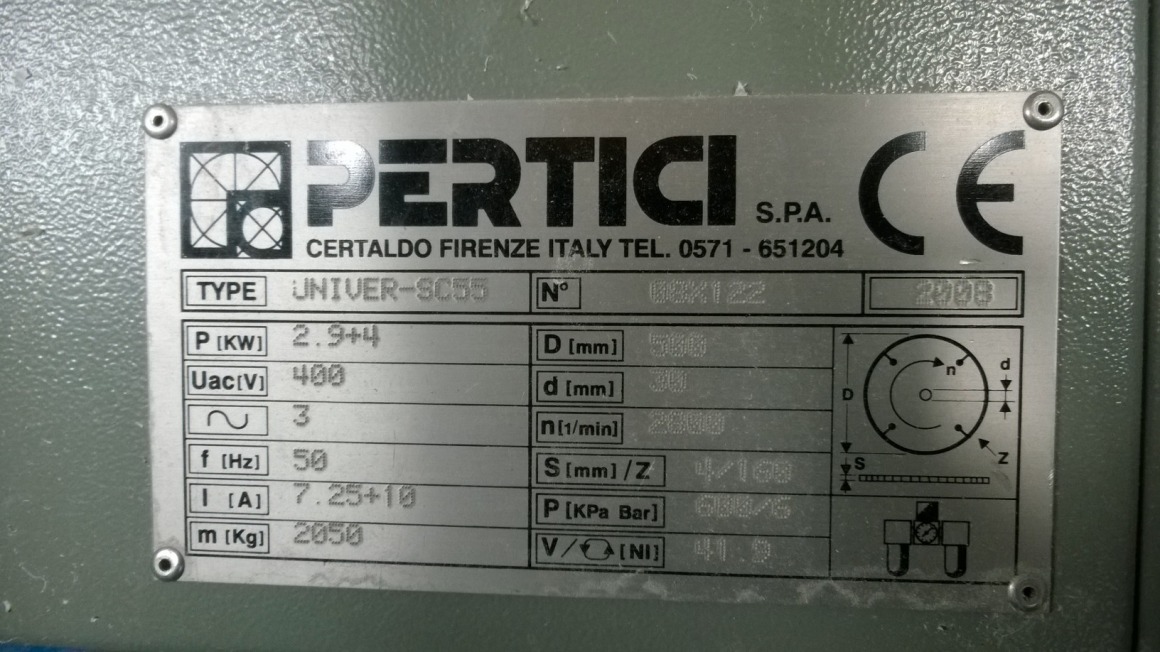 PERTICI S.P.A. CE
CERTALDO FIRENZE ITALY TEL. 0571 - 651204
TYPE UNIVER-SC55 N° 08X122 2008
P [KW] 2.9+4 D [mm] 500
Uac[V] 400 d [mm] 30
3 n[1/min] 2800
f [Hz] 50 S [mm] /Z 4/160
I [A] 7.25+10 P [KPa Bar] 600/6
m [Kg] 2050 V/ [Nl] 41.9
D n d
S Z